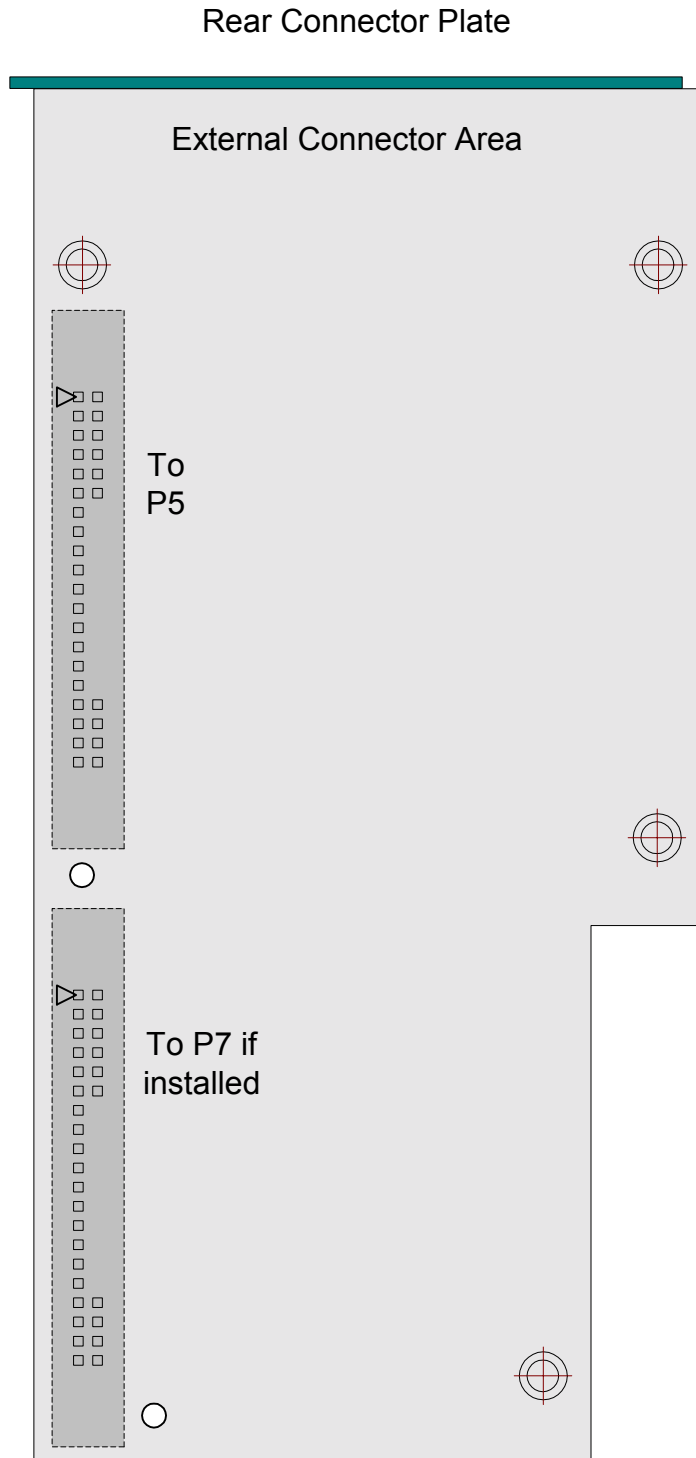 Rear Connector Plate
External Connector Area
To
P5
To P7 if
installed